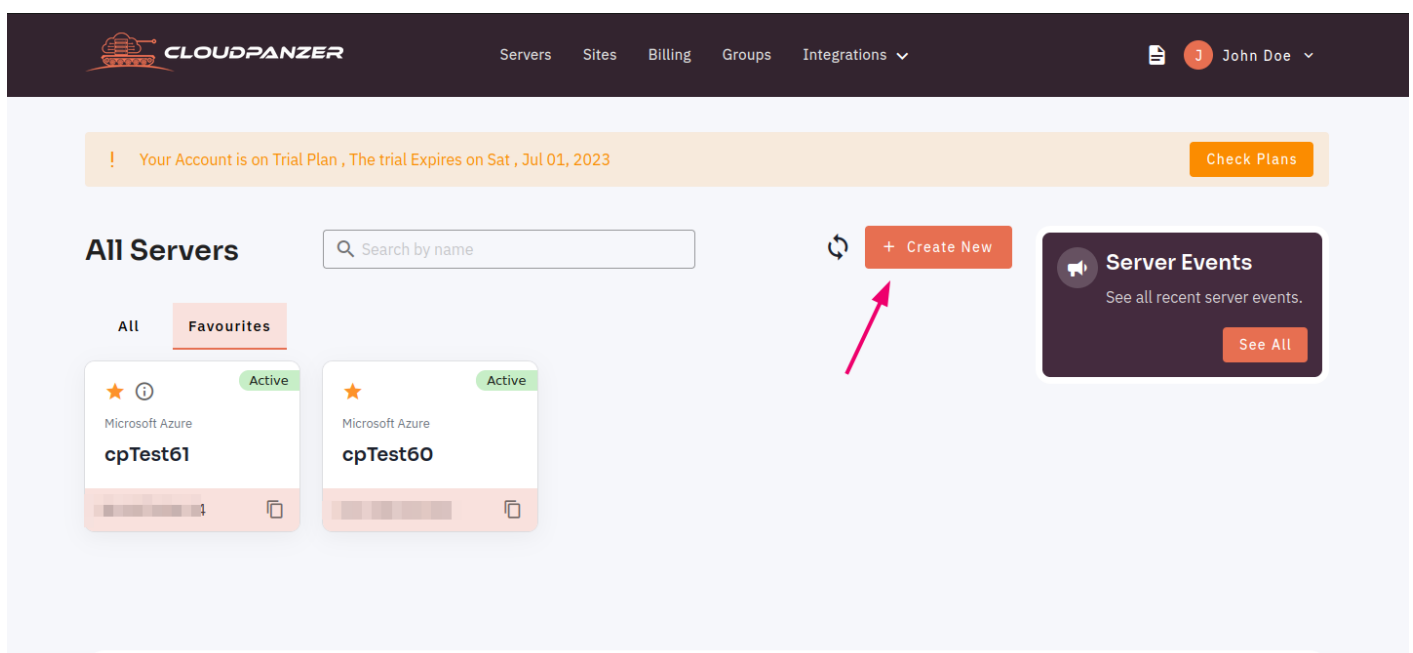 CLOUDPANZER
Servers Sites Billing Groups Integrations
J John Doe
! Your Account is on Trial Plan , The trial Expires on Sat , Jul 01, 2023
Check Plans
All Servers
Search by name
+ Create New
Server Events
See all recent server events.
See All
All Favourites
Active
Microsoft Azure
cpTest61
4
Active
Microsoft Azure
cpTest60